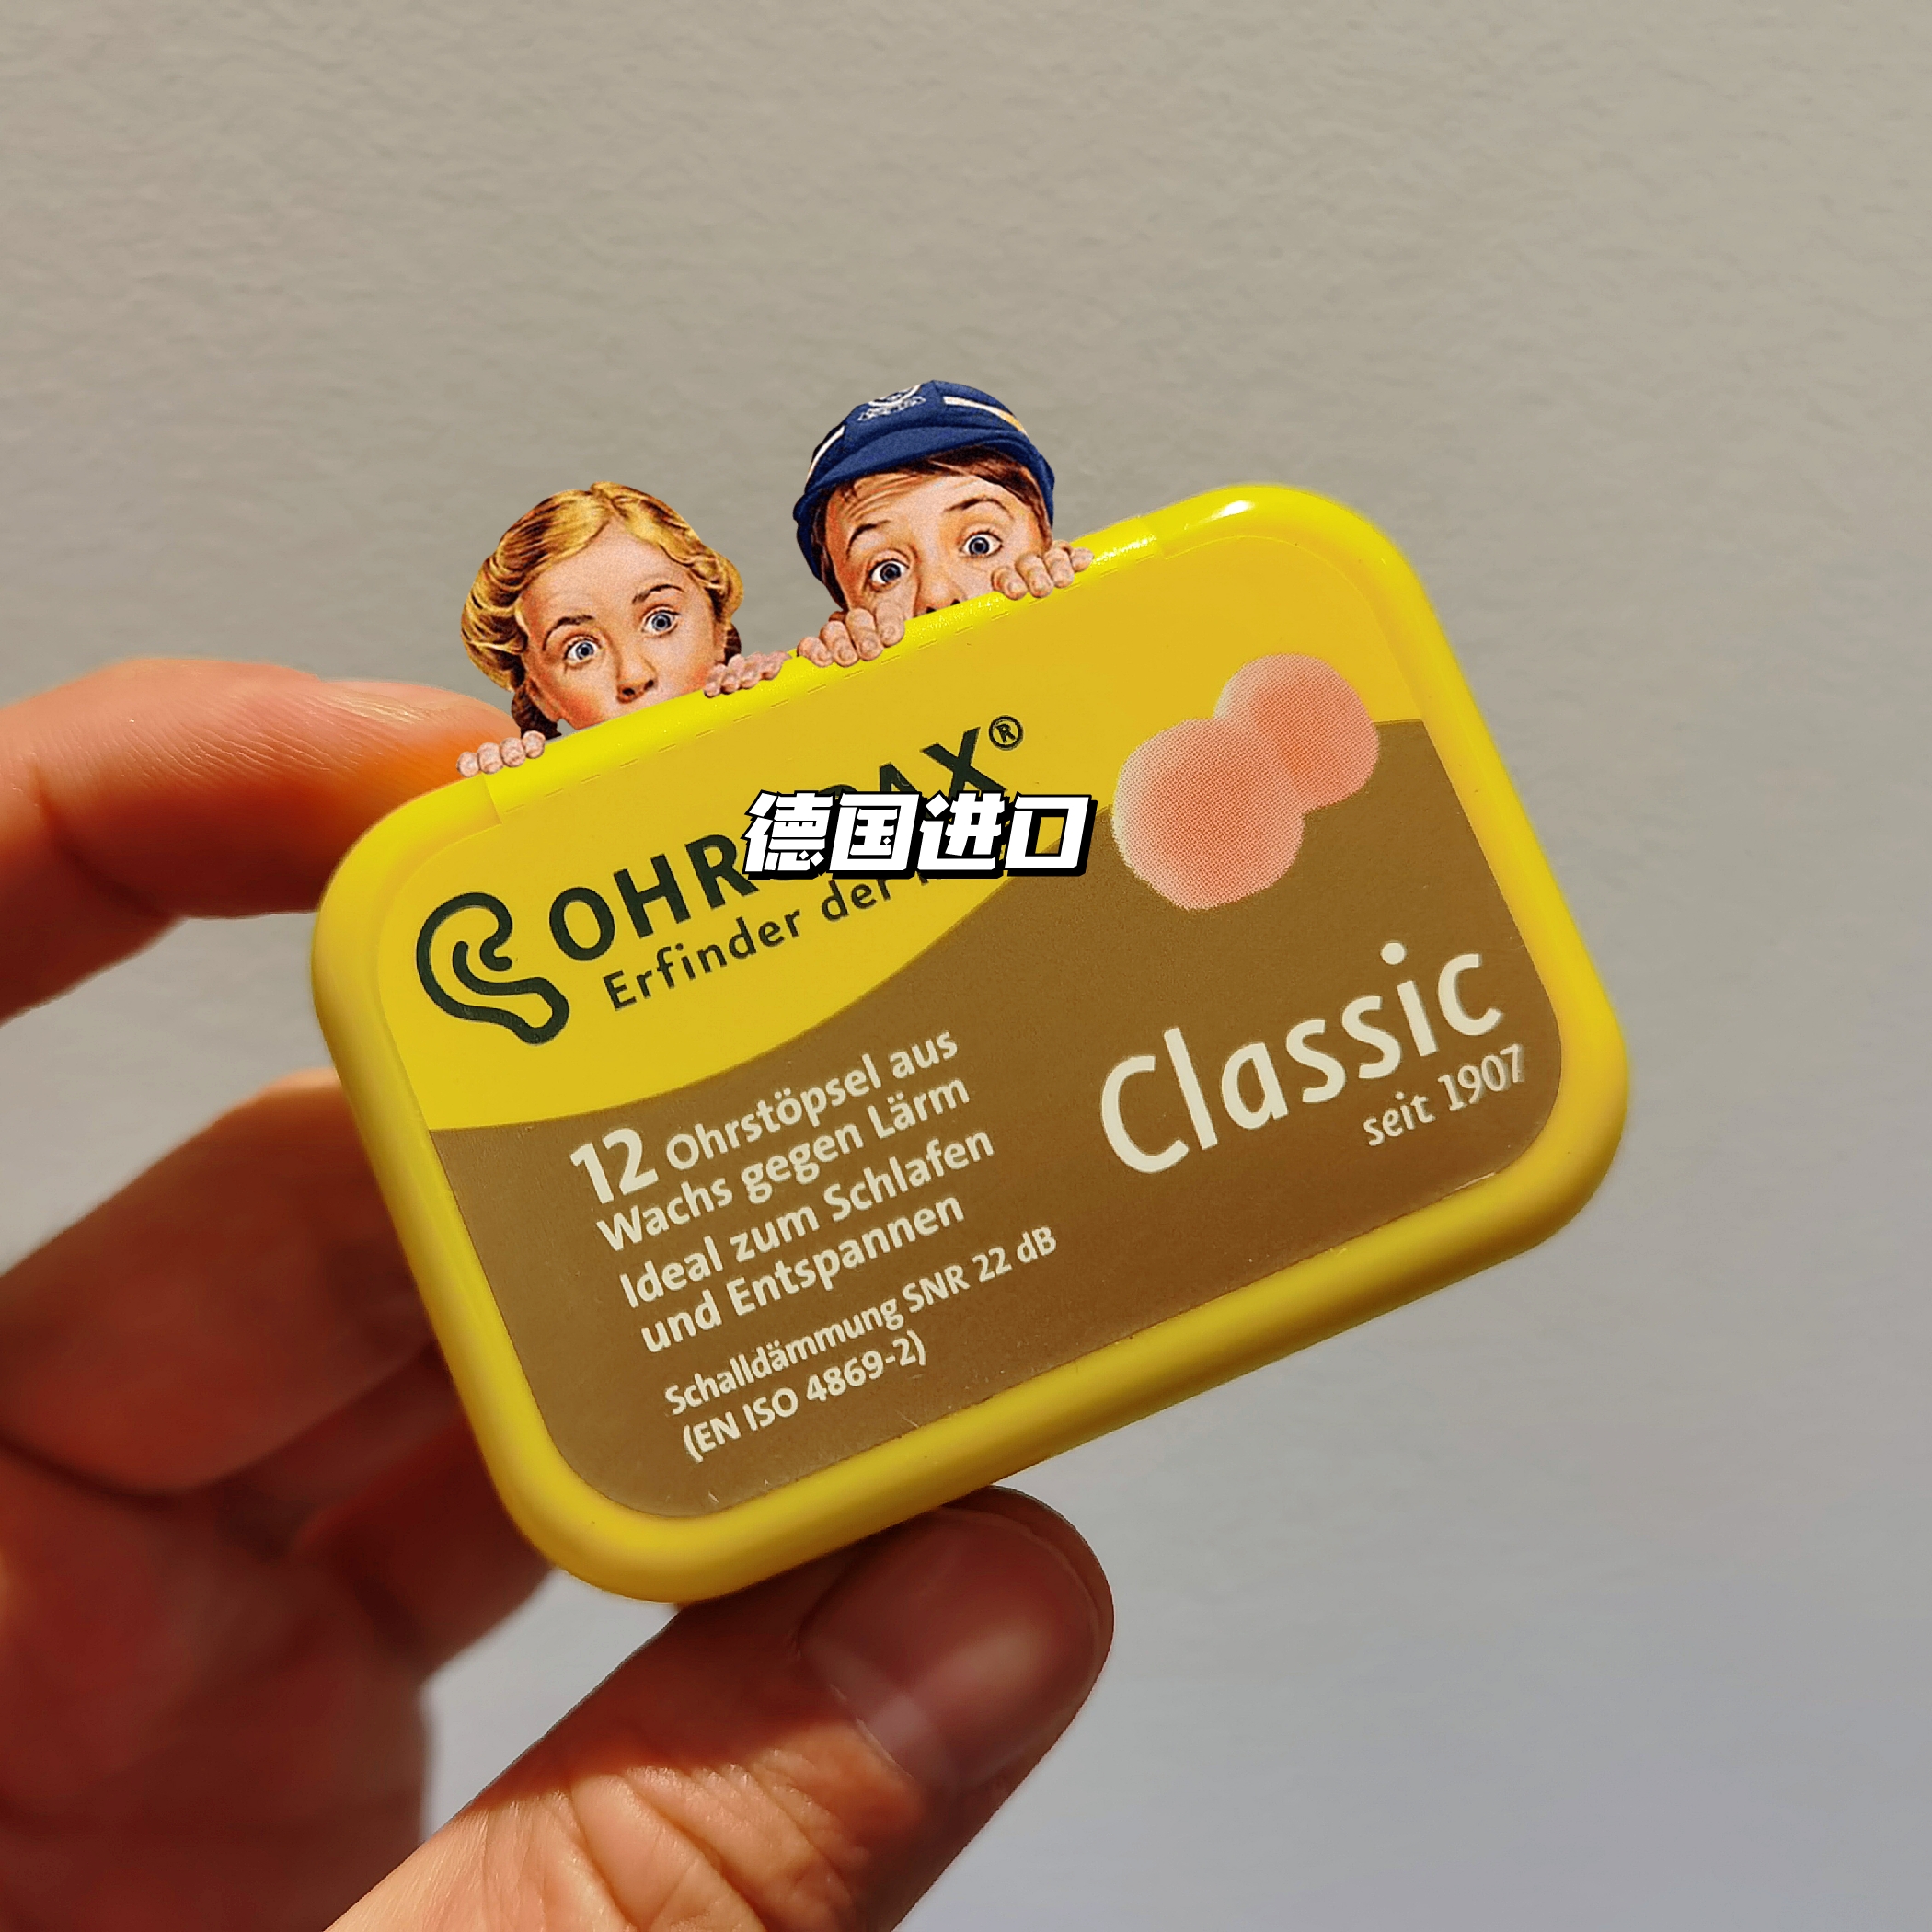 德国进口
Erfinder der
12 Ohrstöpsel aus
Wachs gegen Lärm
Ideal zum Schlafen
und Entspannen
Schalldämmung SNR 22 dB
(EN ISO 4869-2)
Classic
seit 1907